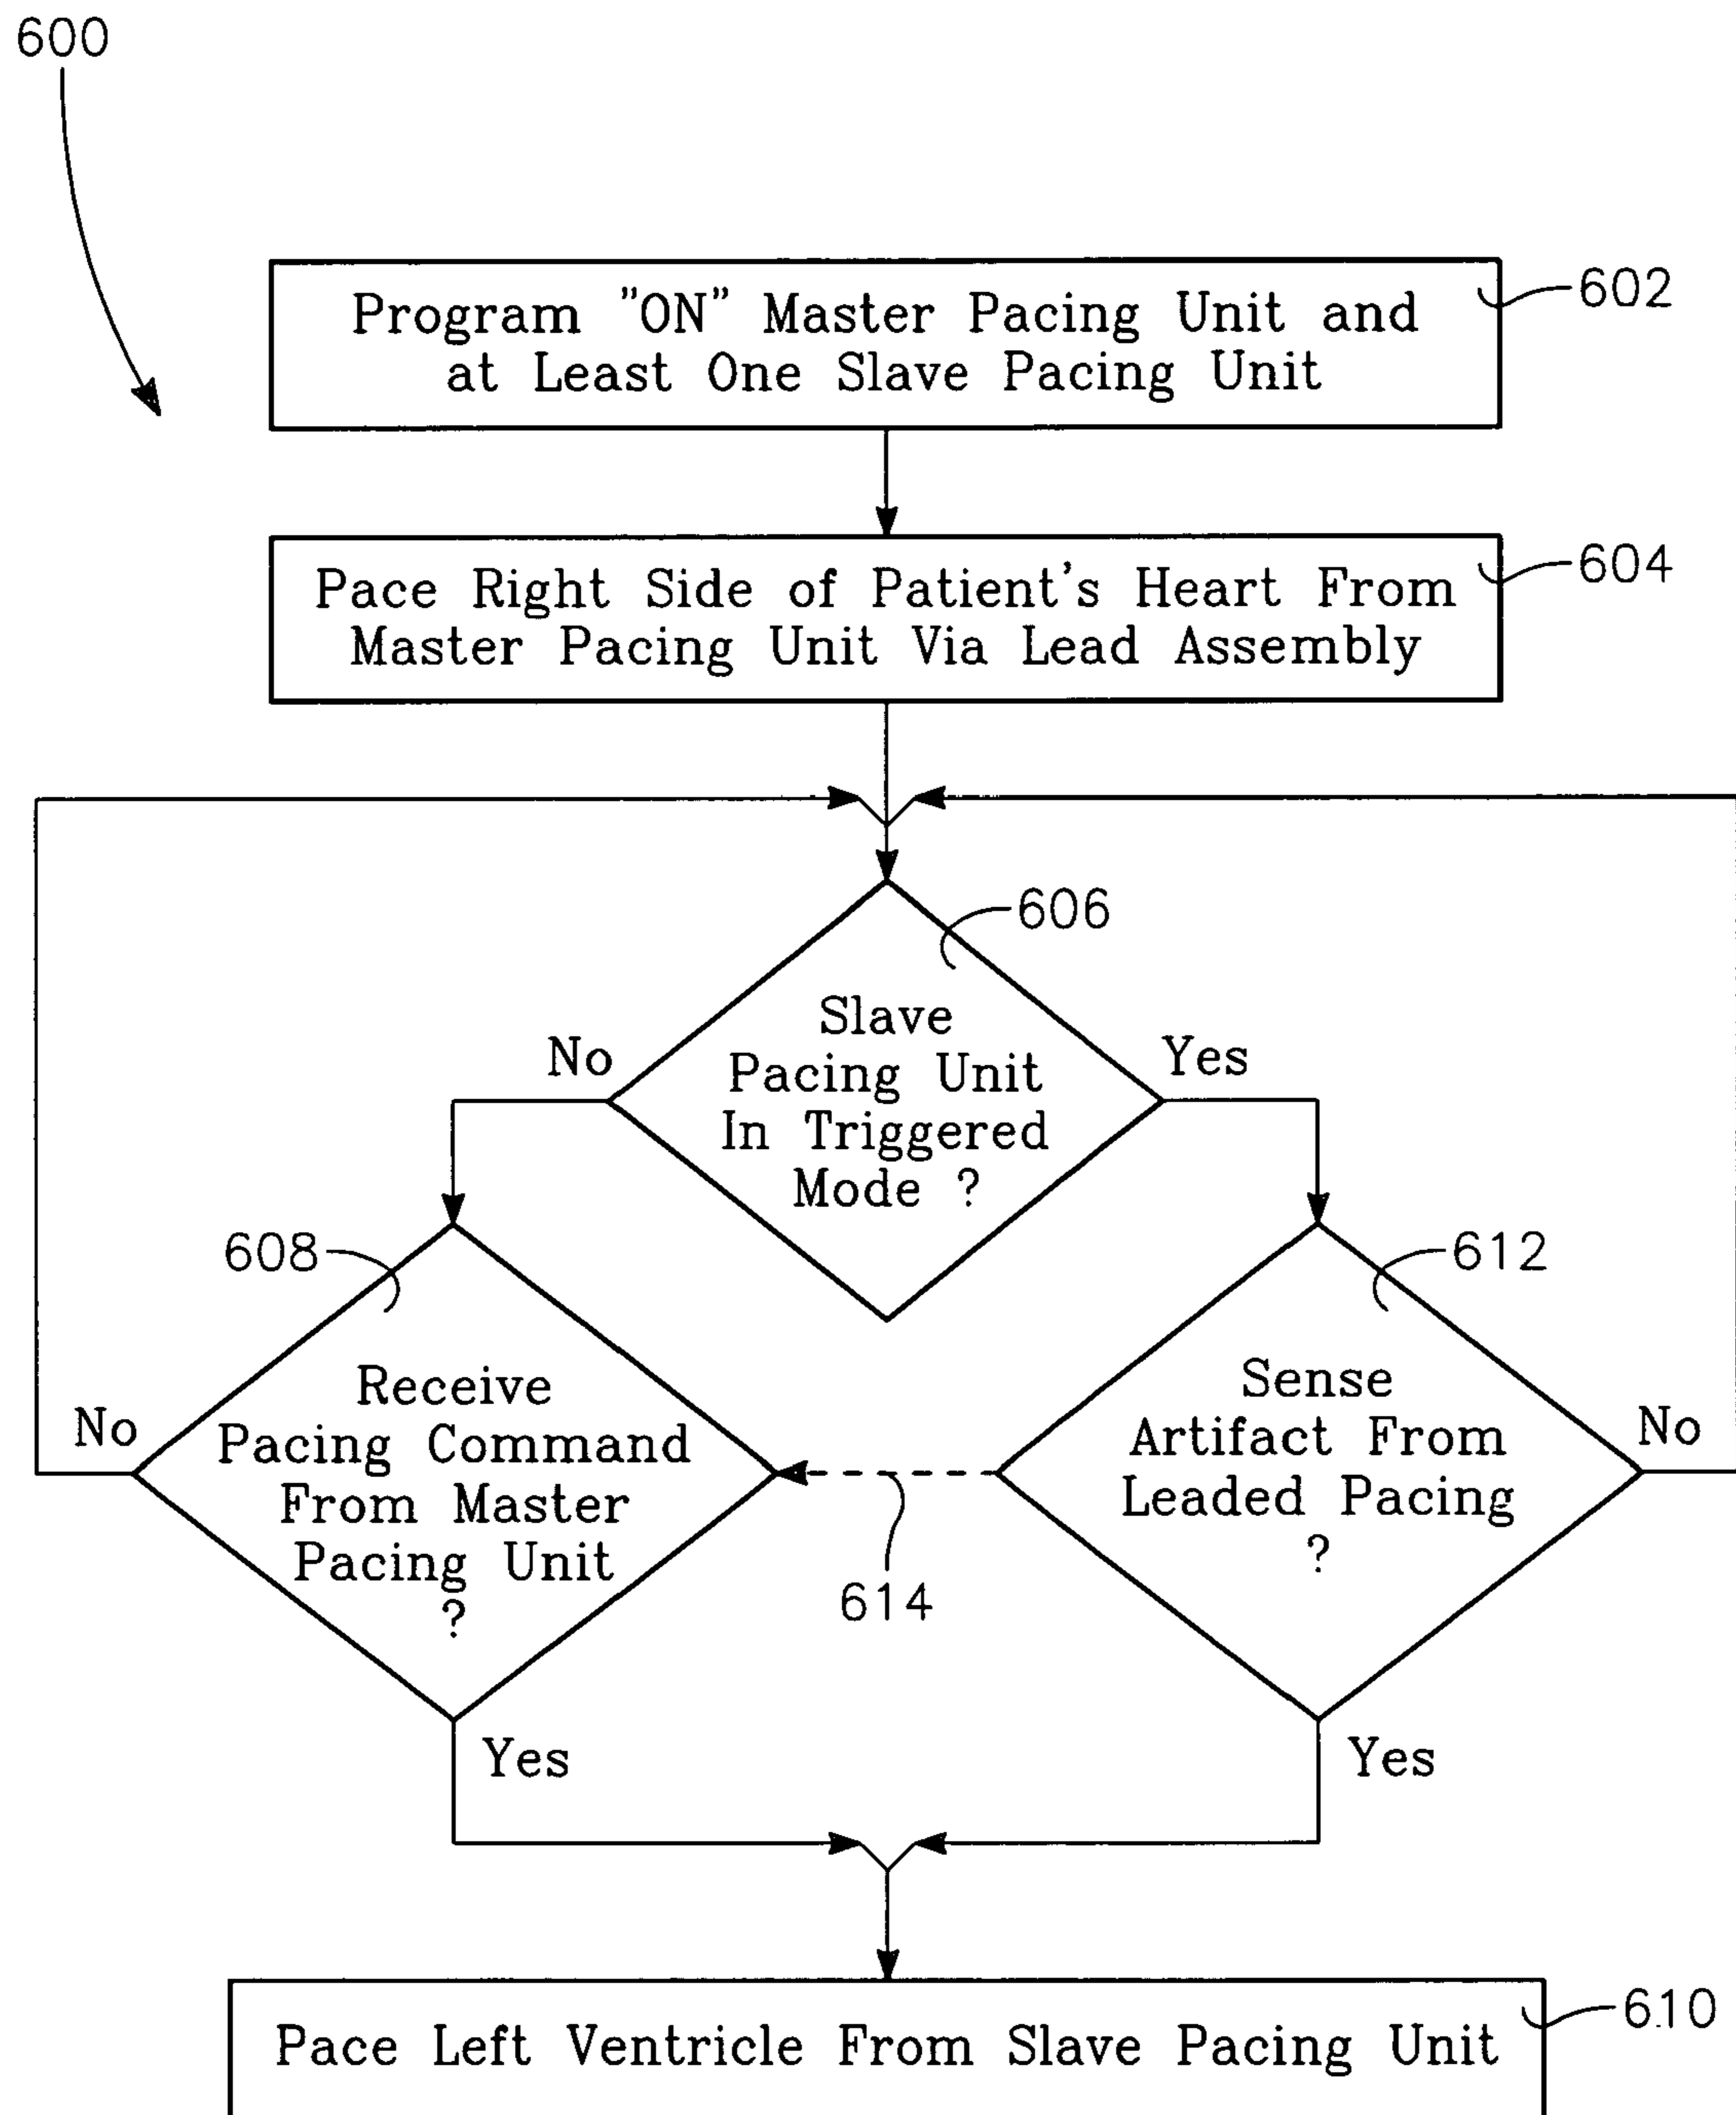 600
Program "ON" Master Pacing Unit and
at Least One Slave Pacing Unit
602
Pace Right Side of Patient's Heart From
Master Pacing Unit Via Lead Assembly
604
606
Slave
Pacing Unit
In Triggered
Mode ?
No
Yes
608
Receive
Pacing Command
From Master
Pacing Unit
?
No
Yes
612
Sense
Artifact From
Leaded Pacing
?
No
Yes
614
Pace Left Ventricle From Slave Pacing Unit
610